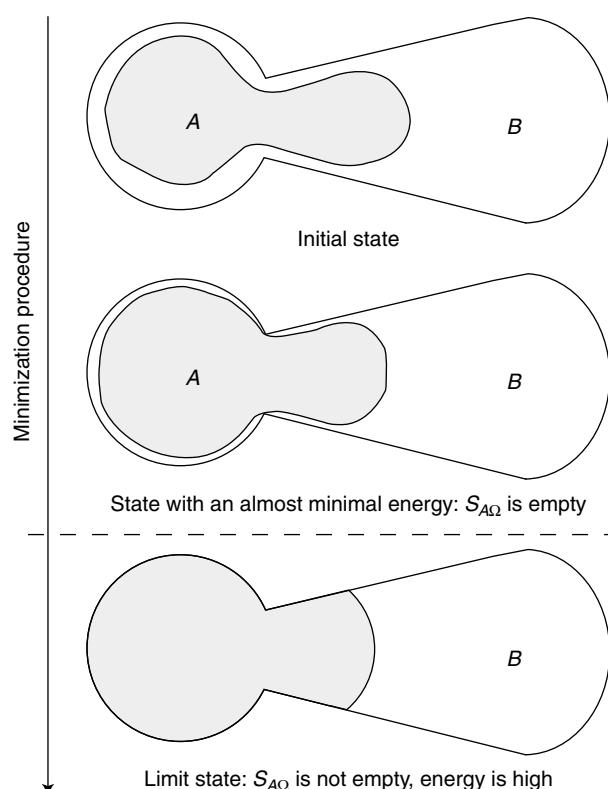 Minimization procedure
A
B
Initial state
A
B
State with an almost minimal energy: S_AΩ is empty
B
Limit state: S_AΩ is not empty, energy is high